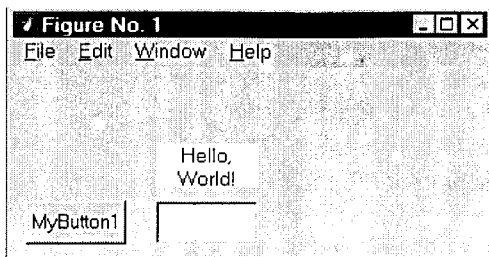 Figure No. 1
File Edit Window Help
Hello,
World!
MyButton1